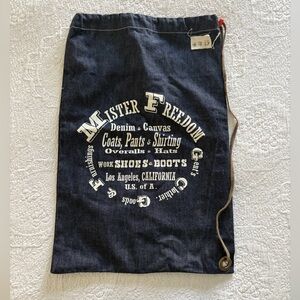 MISTER FREEDOM
Denim & Canvas
Coats, Pants & Shirting
Overalls & Hats
WORK SHOES & BOOTS
Los Angeles, CALIFORNIA
U.S. of A.
Gent's Clothier
& Furnishings Goods